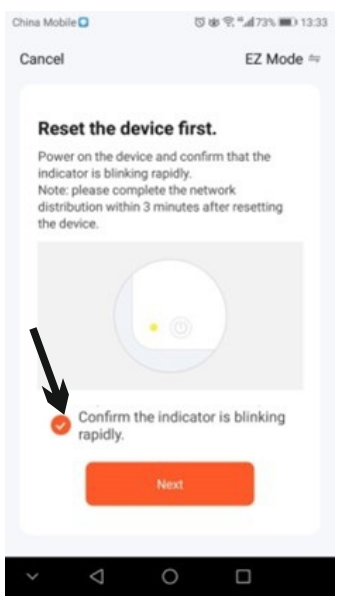 China Mobile 73% 13:33
Cancel EZ Mode
Reset the device first.
Power on the device and confirm that the
indicator is blinking rapidly.
Note: please complete the network
distribution within 3 minutes after resetting
the device.
Confirm the indicator is blinking
rapidly.
Next